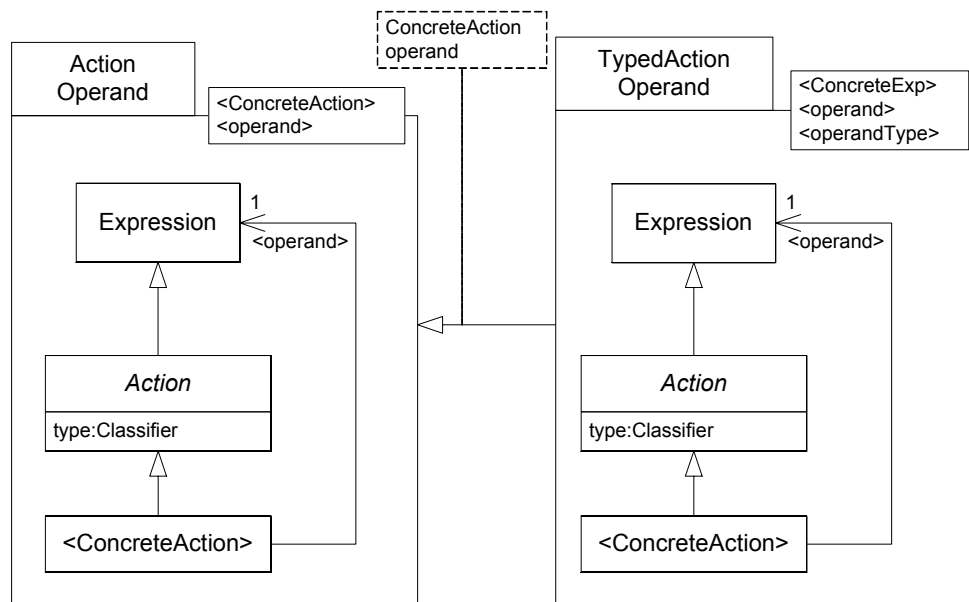 ConcreteAction
operand
Action
Operand
<ConcreteAction>
<operand>
Expression
1
<operand>
Action
type:Classifier
<ConcreteAction>
TypedAction
Operand
<ConcreteExp>
<operand>
<operandType>
Expression
1
<operand>
Action
type:Classifier
<ConcreteAction>